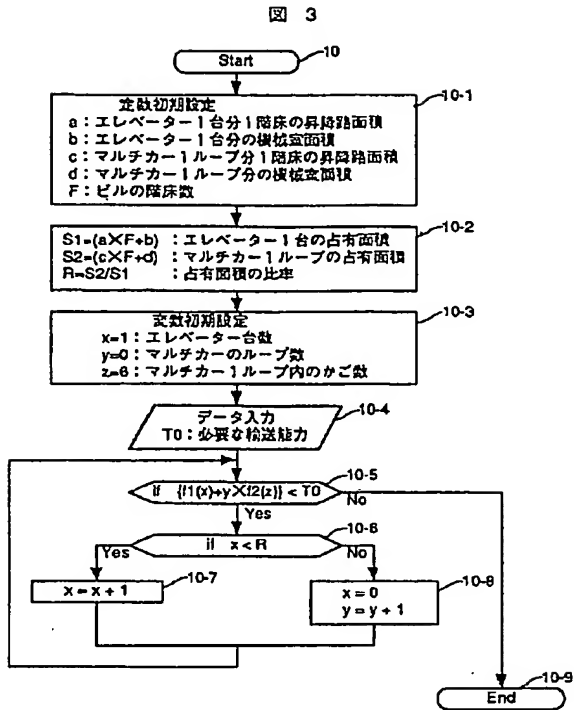 図 3
Start
10
定数初期設定
10-1
a：エレベーター1台分1階床の昇降路面積
b：エレベーター1台分の機械室面積
c：マルチカー1ループ分1階床の昇降路面積
d：マルチカー1ループ分の機械室面積
F：ビルの階床数
10-2
S1=(a×F+b) ：エレベーター1台の占有面積
S2=(c×F+d) ：マルチカー1ループの占有面積
R=S2/S1 ：占有面積の比率
10-3
変数初期設定
x=1：エレベーター台数
y=0：マルチカーのループ数
z=6：マルチカー1ループ内のかご数
10-4
データ入力
T0：必要な輸送能力
10-5
if {f1(x)+y×f2(z)} < T0
No
Yes
10-6
Yes
if x < R
No
10-7
x = x + 1
10-8
x = 0
y = y + 1
10-9
End